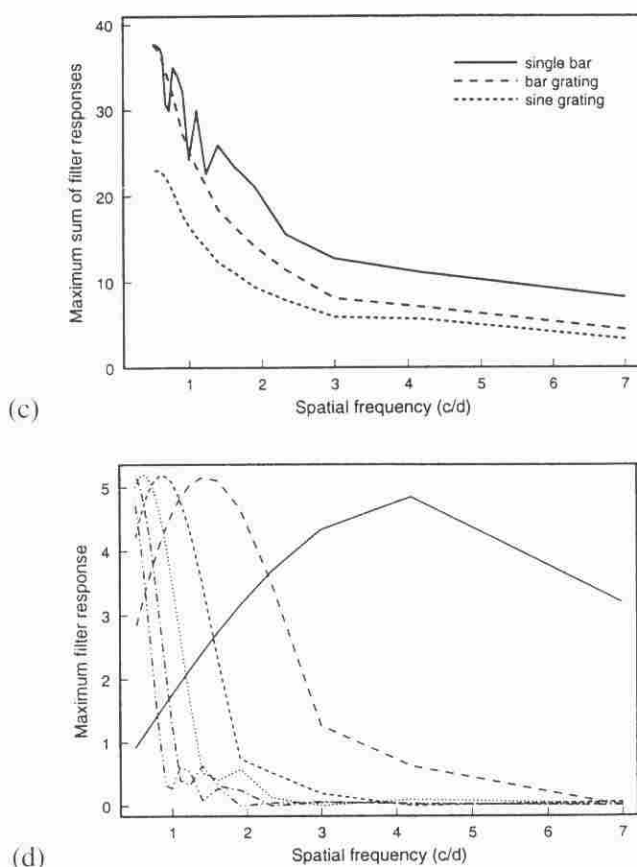 40
30
20
10
0
Maximum sum of filter responses
single bar
bar grating
sine grating
1 2 3 4 5 6 7
Spatial frequency (c/d)
(c)
5
4
3
2
1
0
Maximum filter response
1 2 3 4 5 6 7
Spatial frequency (c/d)
(d)